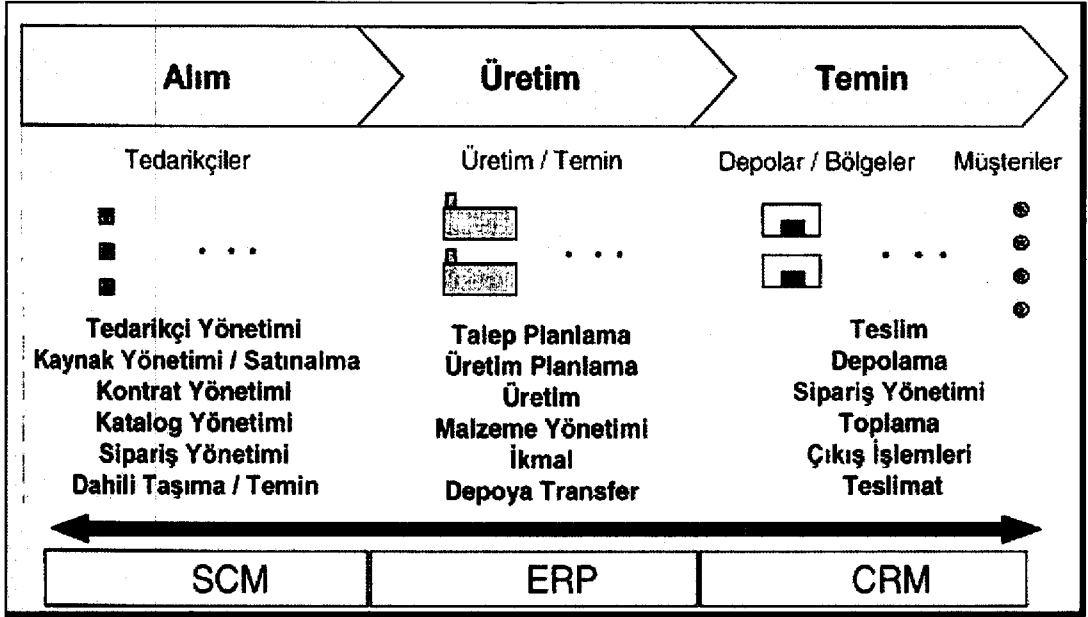 Alım
Üretim
Temin
Tedarikçiler
Üretim / Temin
Depolar / Bölgeler
Müşteriler
Tedarikçi Yönetimi
Kaynak Yönetimi / Satınalma
Kontrat Yönetimi
Katalog Yönetimi
Sipariş Yönetimi
Dahili Taşıma / Temin
Talep Planlama
Üretim Planlama
Üretim
Malzeme Yönetimi
İkmal
Depoya Transfer
Teslim
Depolama
Sipariş Yönetimi
Toplama
Çıkış İşlemleri
Teslimat
SCM
ERP
CRM